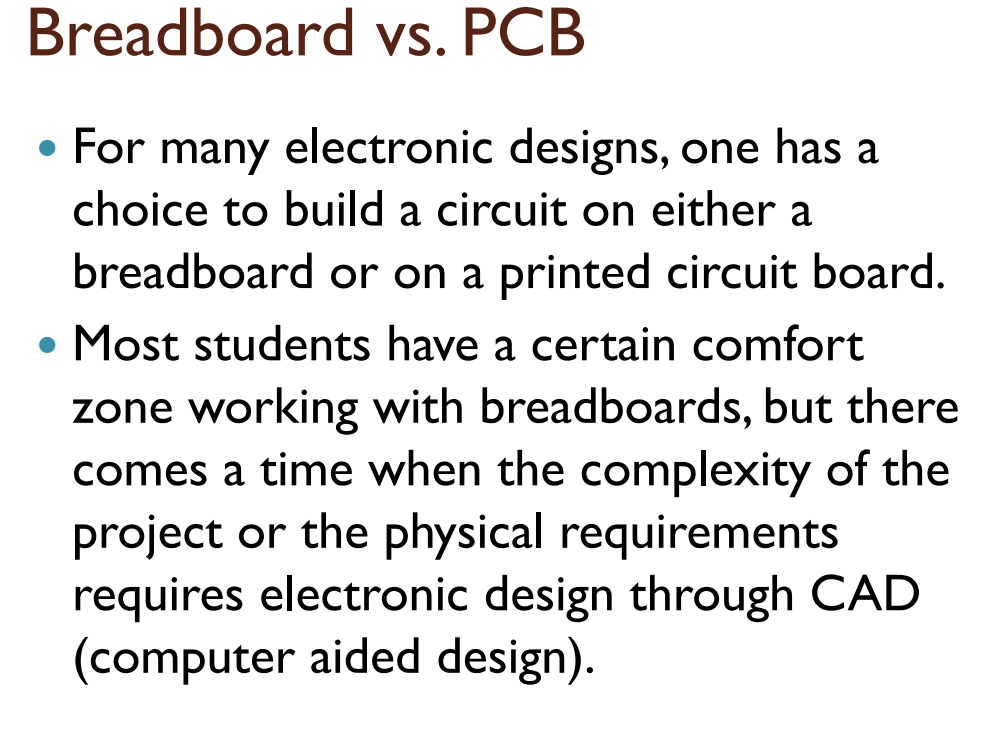 Breadboard vs. PCB
• For many electronic designs, one has a
choice to build a circuit on either a
breadboard or on a printed circuit board.
• Most students have a certain comfort
zone working with breadboards, but there
comes a time when the complexity of the
project or the physical requirements
requires electronic design through CAD
(computer aided design).